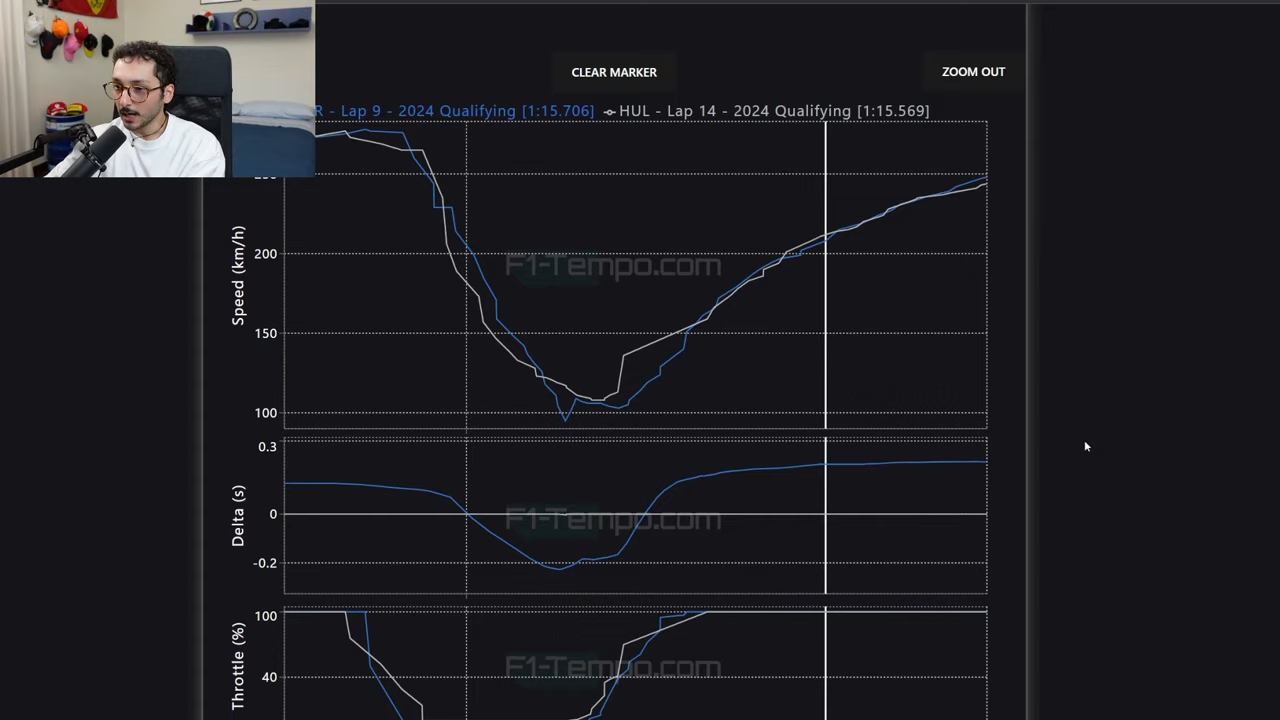 CLEAR MARKER
ZOOM OUT
R - Lap 9 - 2024 Qualifying [1:15.706]
HUL - Lap 14 - 2024 Qualifying [1:15.569]
200
150
100
Speed (km/h)
F1-Tempo.com
0.3
0
-0.2
Delta (s)
F1-Tempo.com
100
40
Throttle (%)
F1-Tempo.com